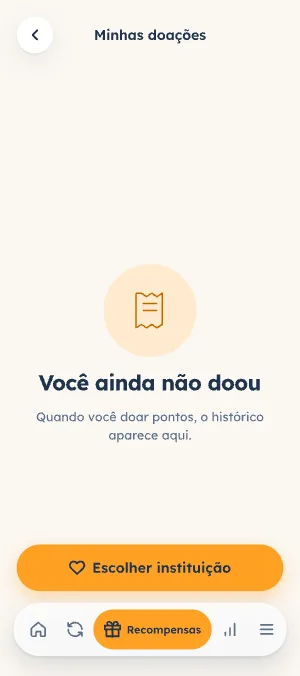 Minhas doações
Você ainda não doou
Quando você doar pontos, o histórico
aparece aqui.
Escolher instituição
Recompensas